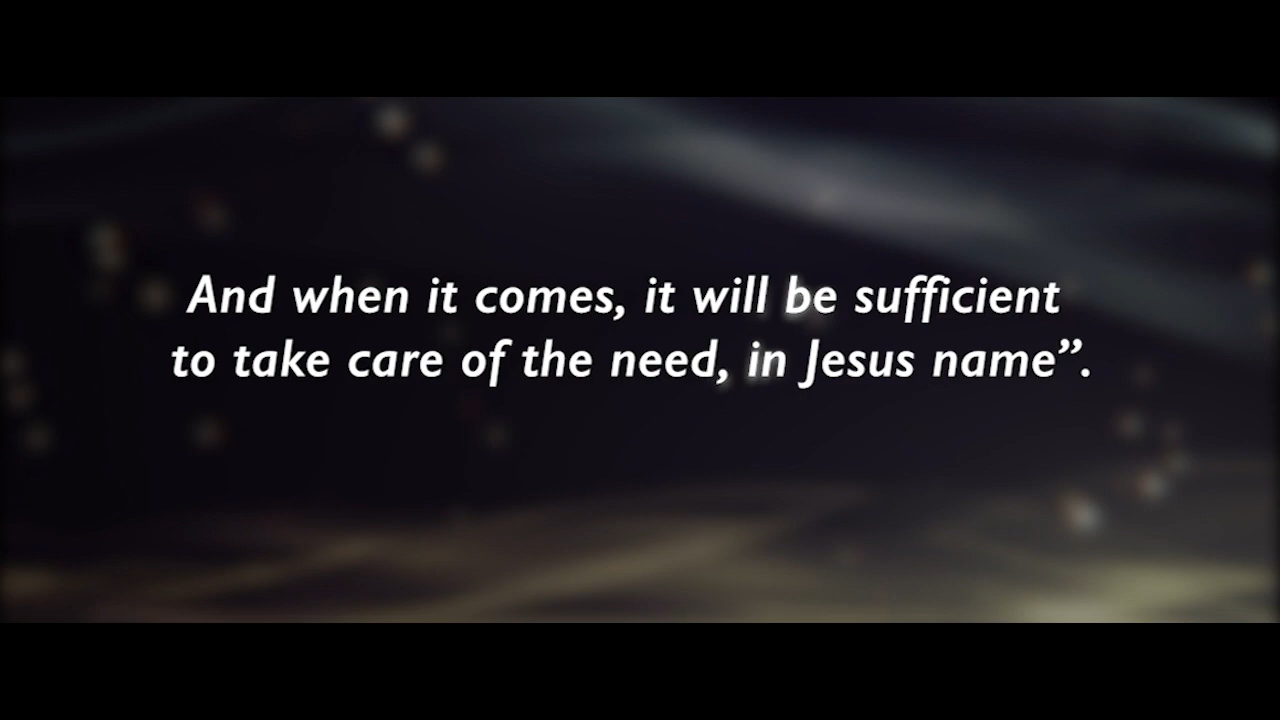 And when it comes, it will be sufficient
to take care of the need, in Jesus name”.